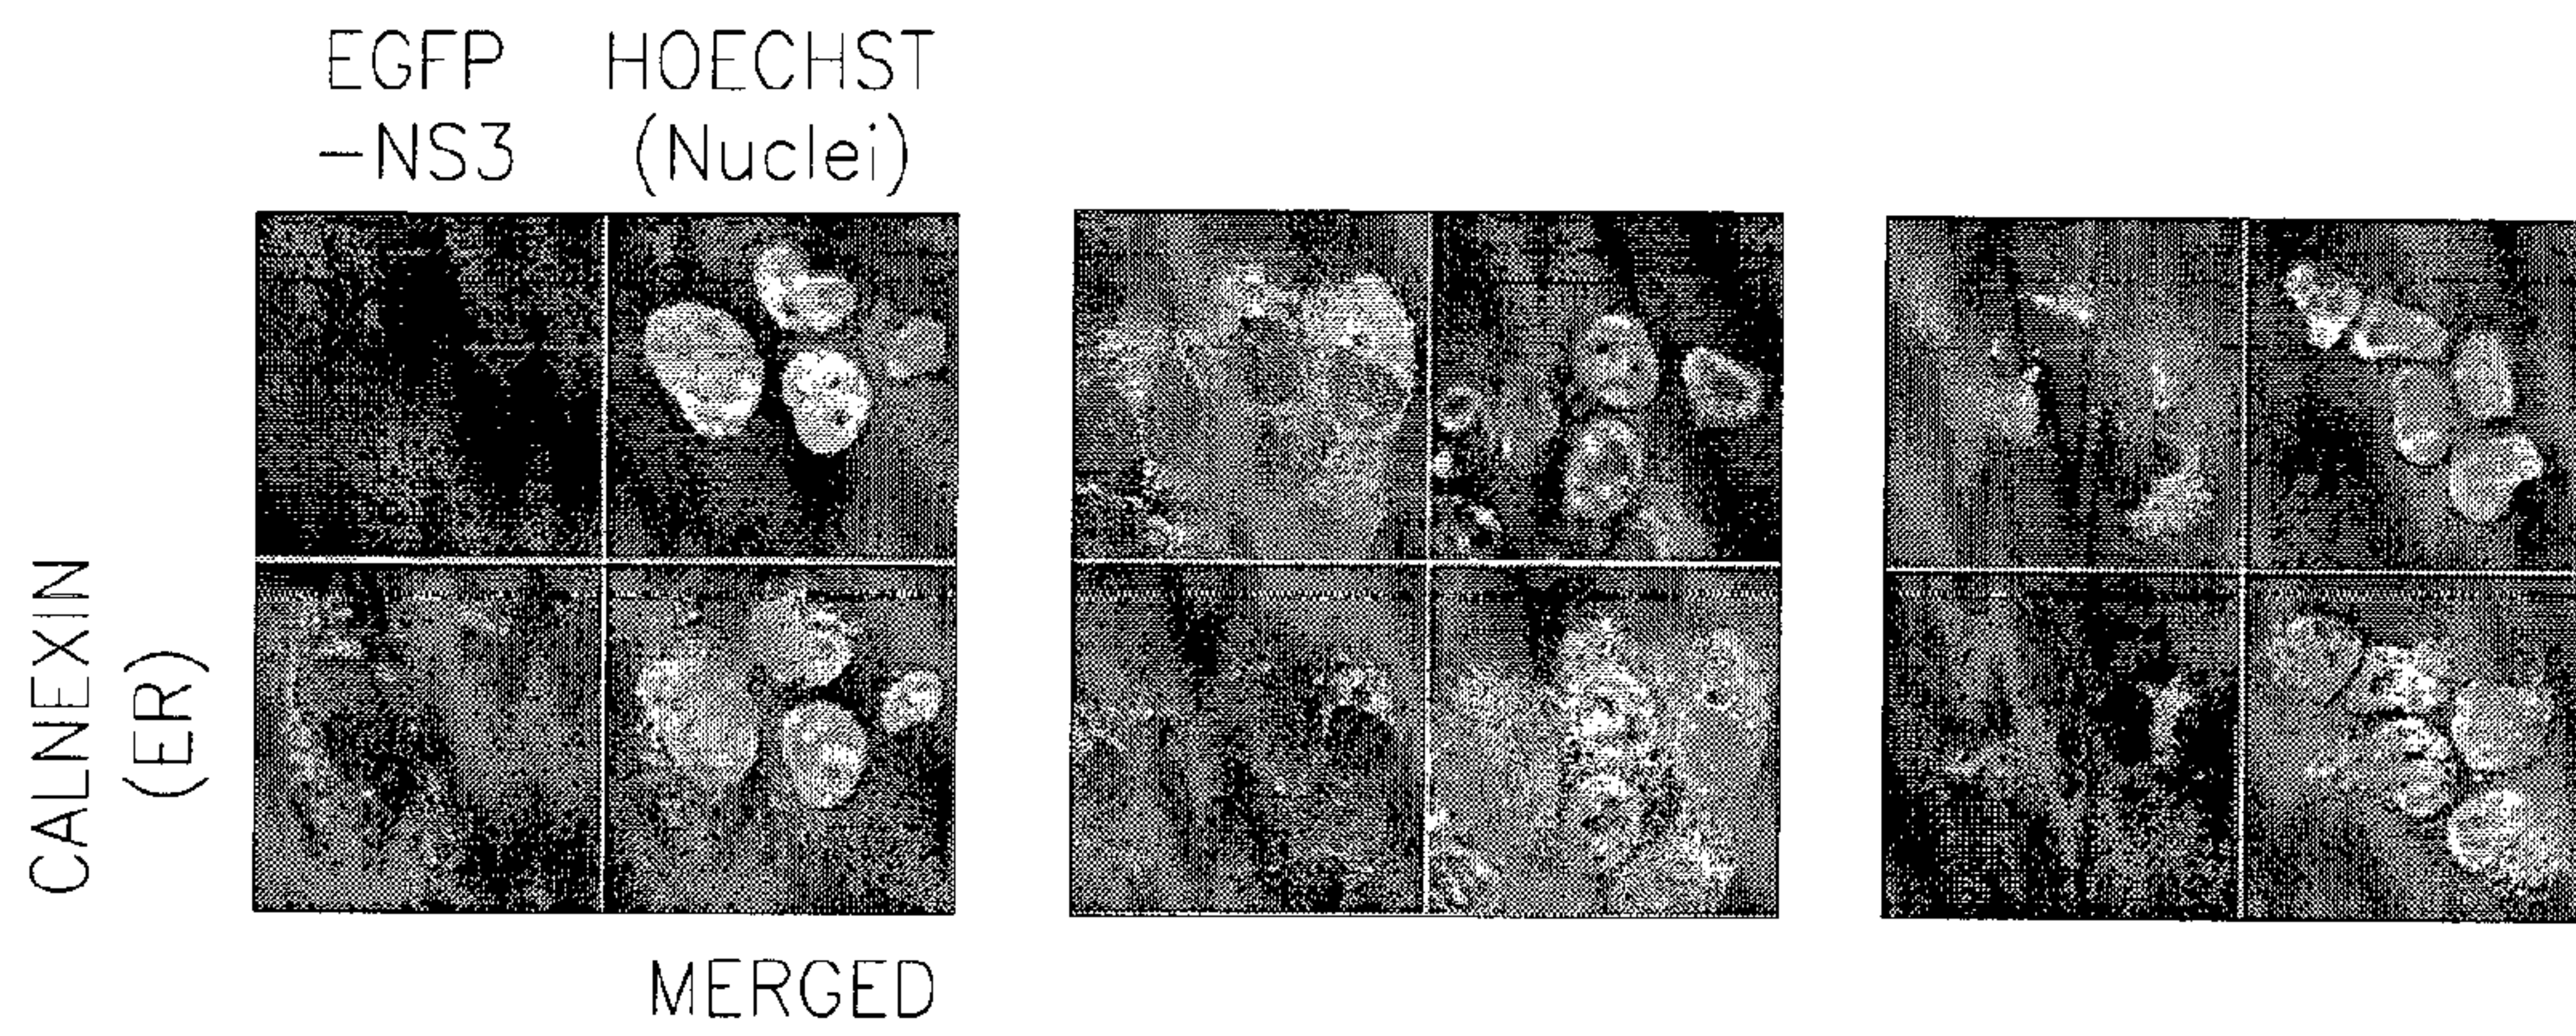 EGFP HOECHST
-NS3 (Nuclei)
CALNEXIN
(ER)
MERGED